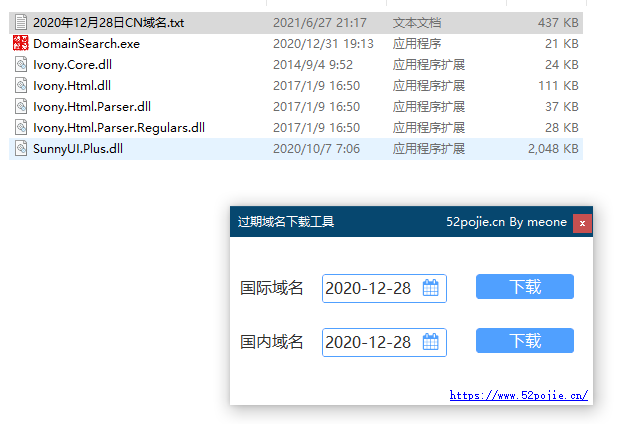 2020年12月28日CN域名.txt 2021/6/27 21:17 文本文档 437 KB
DomainSearch.exe 2020/12/31 19:13 应用程序 21 KB
Ivony.Core.dll 2014/9/4 9:52 应用程序扩展 24 KB
Ivony.Html.dll 2017/1/9 16:50 应用程序扩展 111 KB
Ivony.Html.Parser.dll 2017/1/9 16:50 应用程序扩展 37 KB
Ivony.Html.Parser.Regulars.dll 2017/1/9 16:50 应用程序扩展 28 KB
SunnyUI.Plus.dll 2020/10/7 7:06 应用程序扩展 2,048 KB
过期域名下载工具 52pojie.cn By meone x
国际域名 2020-12-28 下载
国内域名 2020-12-28 下载
https://www.52pojie.cn/